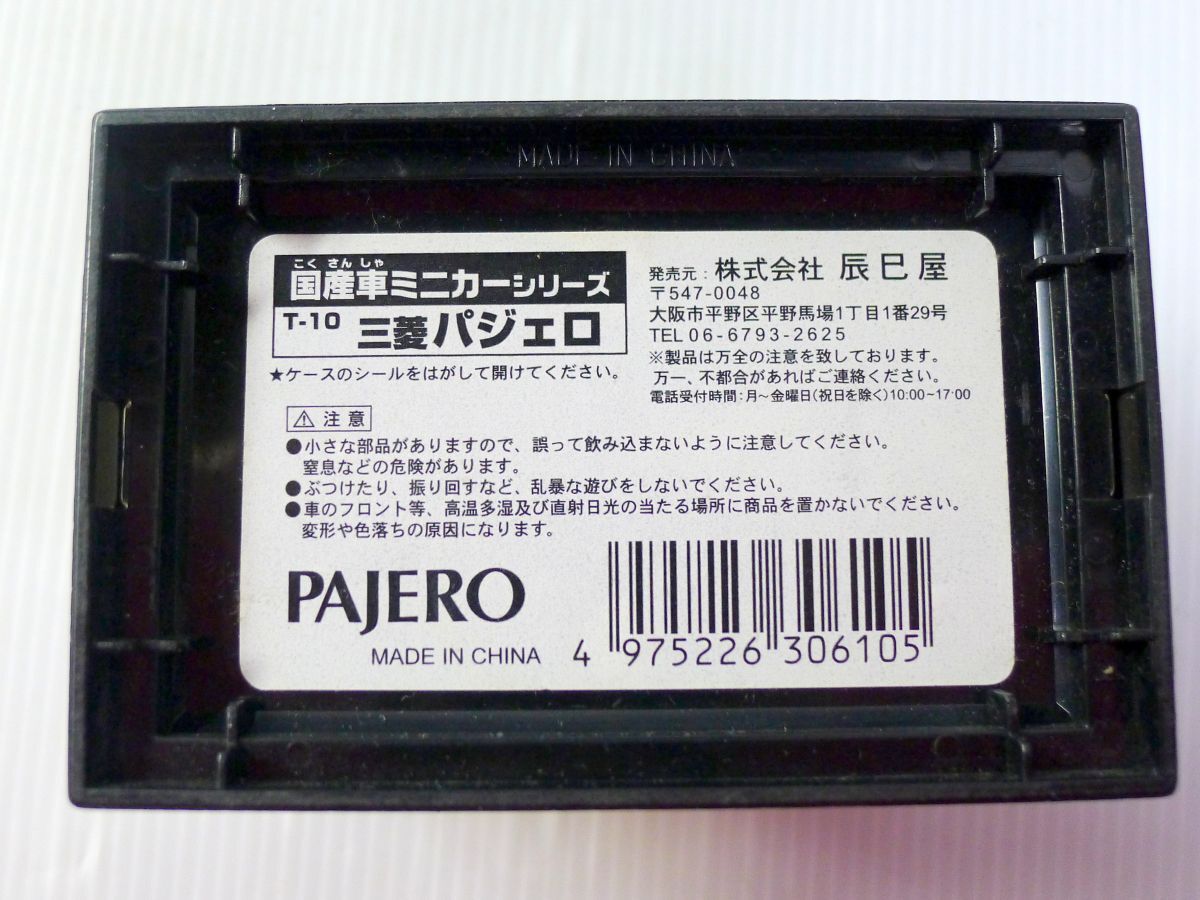 MADE IN CHINA
こくさんしゃ
国産車ミニカーシリーズ
T-10 三菱パジェロ
★ケースのシールをはがして開けてください。
発売元：株式会社 辰巳屋
〒547-0048
大阪市平野区平野馬場1丁目1番29号
TEL 06-6793-2625
※製品は万全の注意を致しております。
万一、不都合があればご連絡ください。
電話受付時間：月～金曜日(祝日を除く)10:00~17:00
⚠ 注意
●小さな部品がありますので、誤って飲み込まないように注意してください。
窒息などの危険があります。
●ぶつけたり、振り回すなど、乱暴な遊びをしないでください。
●車のフロント等、高温多湿及び直射日光の当たる場所に商品を置かないでください。
変形や色落ちの原因になります。
PAJERO
MADE IN CHINA
4 975226 306105